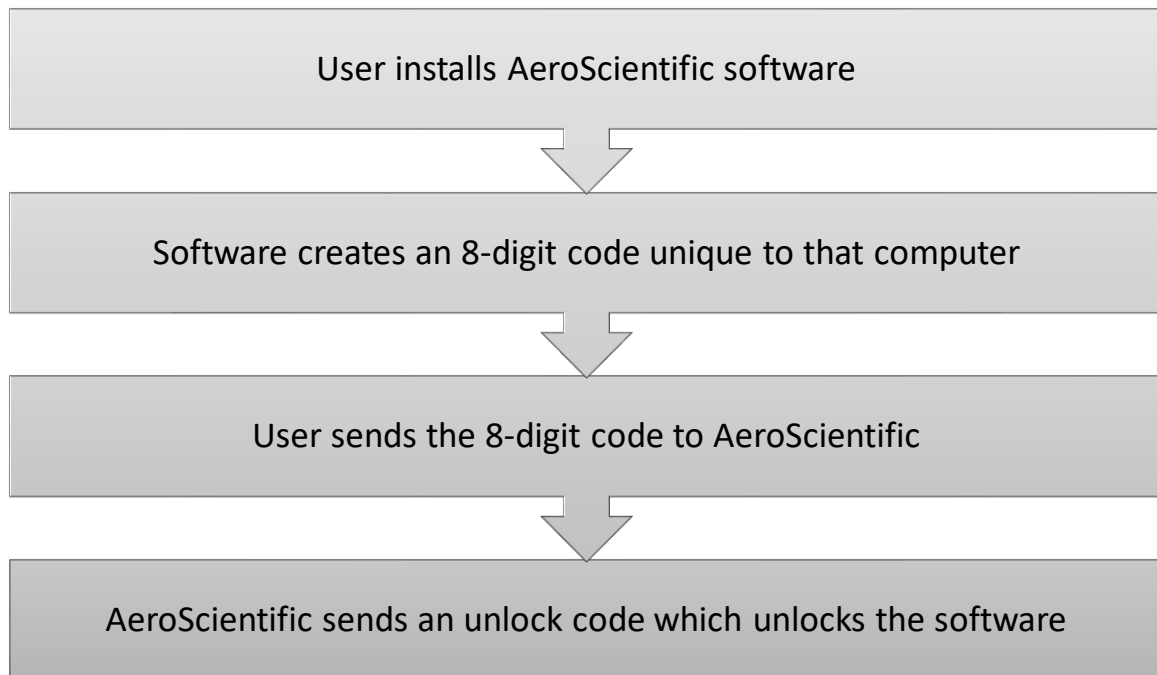 User installs AeroScientific software
Software creates an 8-digit code unique to that computer
User sends the 8-digit code to AeroScientific
AeroScientific sends an unlock code which unlocks the software